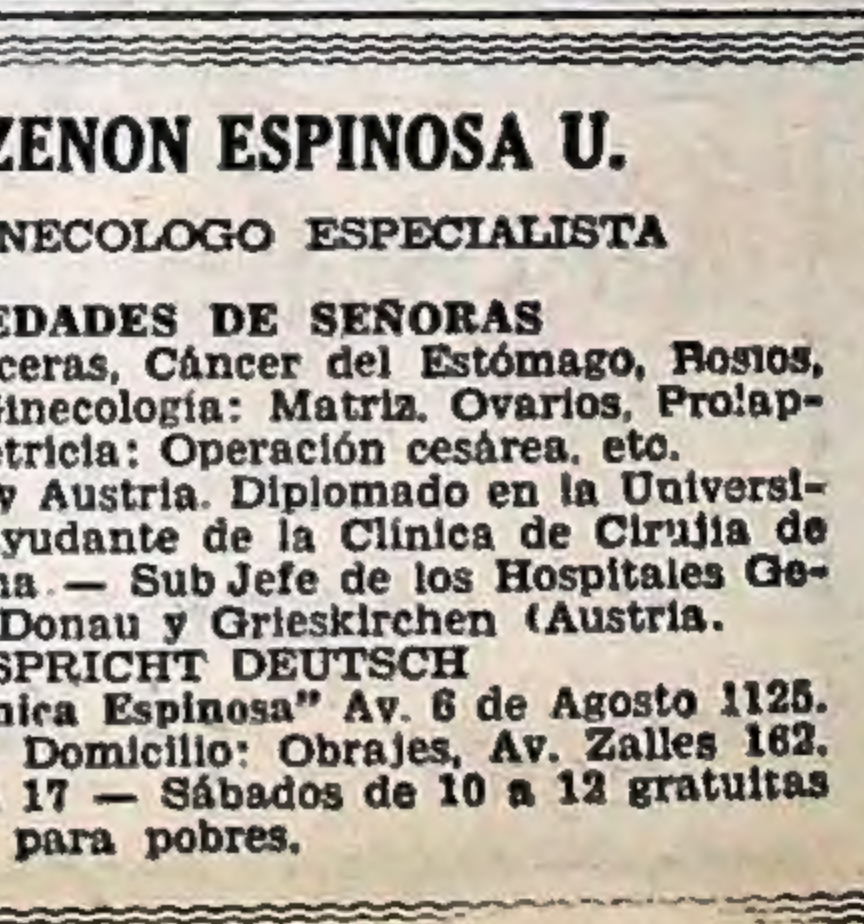 ZENON ESPINOSA U.
NECOLOGO ESPECIALISTA
EDADES DE SEÑORAS
ceras, Cáncer del Estómago,
Ginecología: Matriz, Ovarios, Prolap-
tricia: Operación cesárea, etc.
y Austria. Diplomado en la Universi-
yudante de la Clínica de Cirujía de
na. — Sub Jefe de los Hospitales Ge-
Donau y Grieskirchen (Austria.
SPRICHT DEUTSCH
nica Espinosa” Av. 6 de Agosto 1125.
Domicilio: Obrajes, Av. Zalles 162.
17 — Sábados de 10 a 12 gratuitas
para pobres.